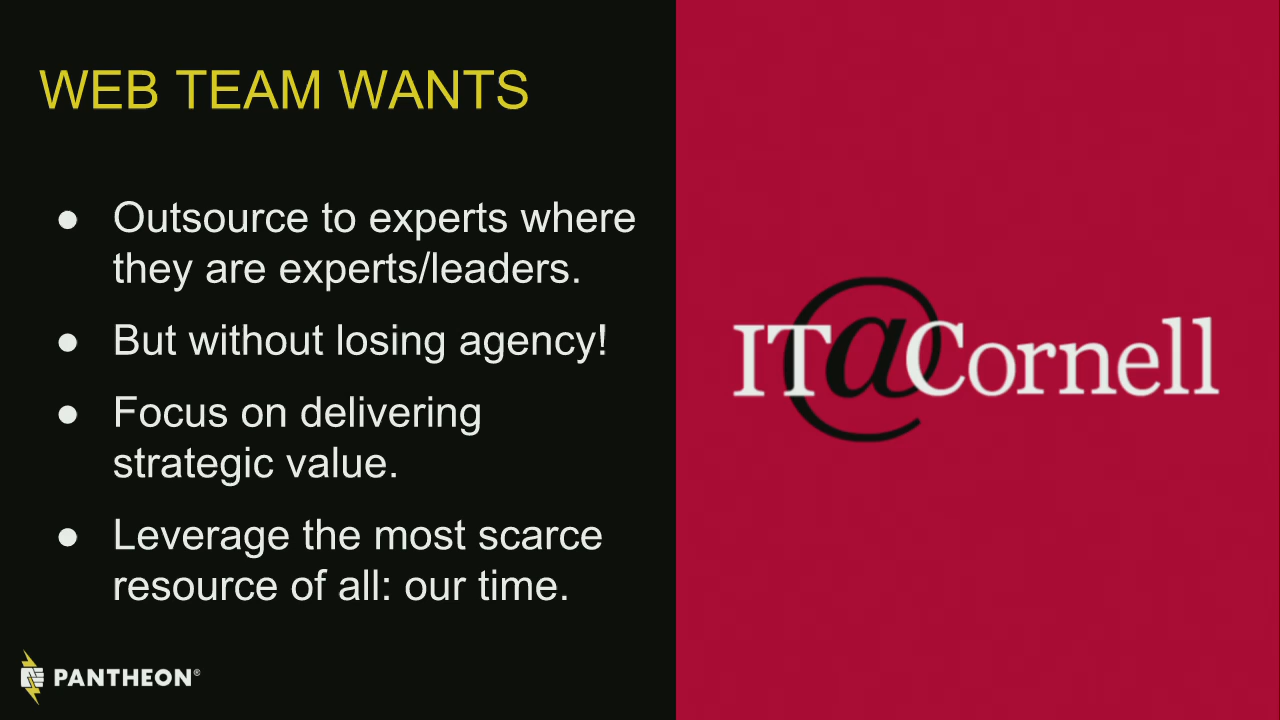 WEB TEAM WANTS
● Outsource to experts where
they are experts/leaders.
● But without losing agency!
● Focus on delivering
strategic value.
● Leverage the most scarce
resource of all: our time.
IT@Cornell
PANTHEON®